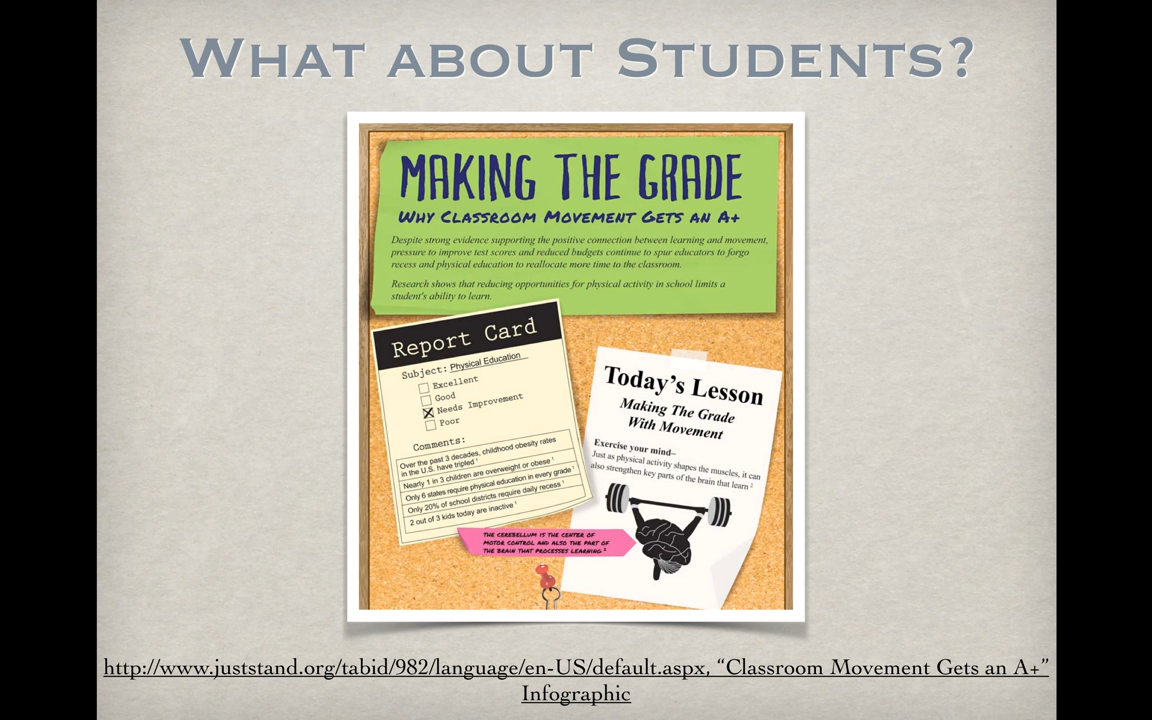 What about Students?
MAKING THE GRADE
Why Classroom Movement Gets an A+
Despite strong evidence supporting the positive connection between learning and movement,
pressure to improve test scores and reduced budgets continue to spur educators to forgo
recess and physical education to reallocate more time to the classroom.
Research shows that reducing opportunities for physical activity in school limits a
student's ability to learn.
Report Card
Subject: Physical Education
Excellent
Good
Needs Improvement
Poor
Comments:
Over the past 3 decades, childhood obesity rates
in the U.S. have tripled 1
Nearly 1 in 3 children are overweight or obese 1
Only 6 states require physical education in every grade 1
Only 20% of school districts require daily recess 1
2 out of 3 kids today are inactive 1
Today's Lesson
Making The Grade
With Movement
Exercise your mind–
Just as physical activity shapes the muscles, it can
also strengthen key parts of the brain that learn 2
THE CEREBELLUM IS THE CENTER OF
MOTOR CONTROL AND ALSO THE PART OF
THE BRAIN THAT PROCESSES LEARNING 2
http://www.juststand.org/tabid/982/language/en-US/default.aspx, “Classroom Movement Gets an A+”
Infographic